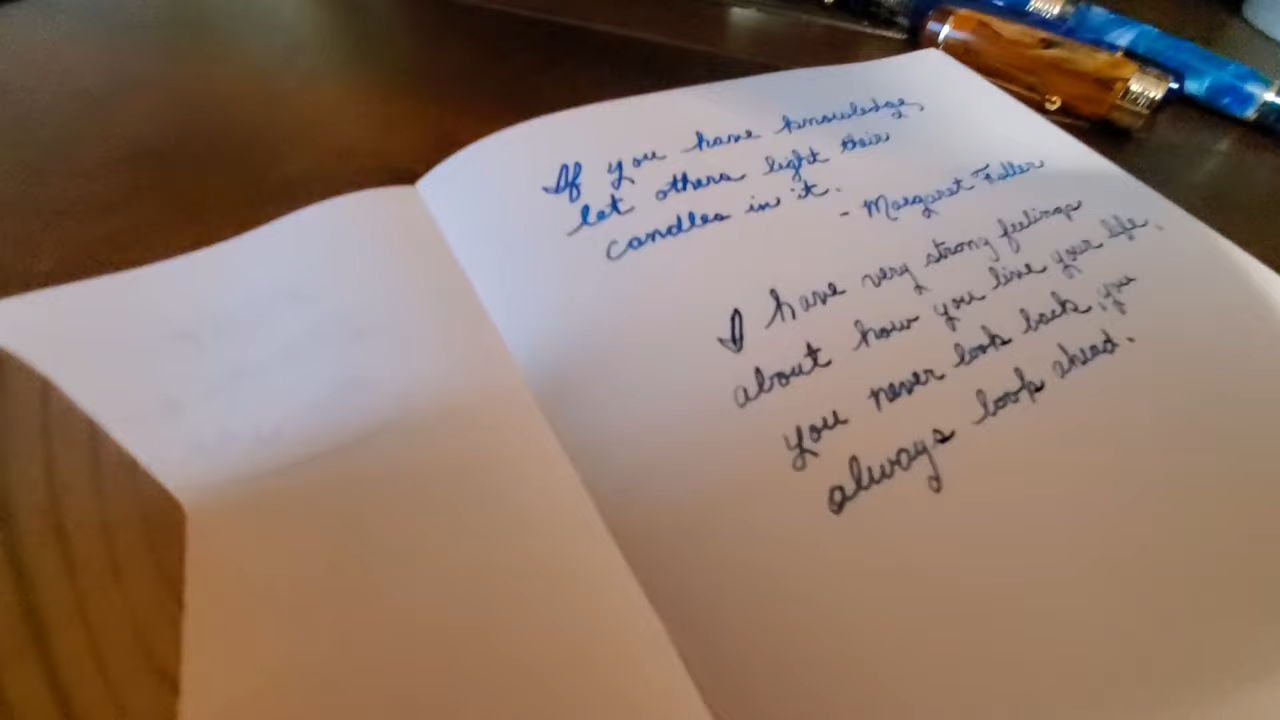 If you have knowledge,
let others light their
candles in it.
- Margaret Fuller
I have very strong feelings
about how you live your life,
you never look back, you
always look ahead.